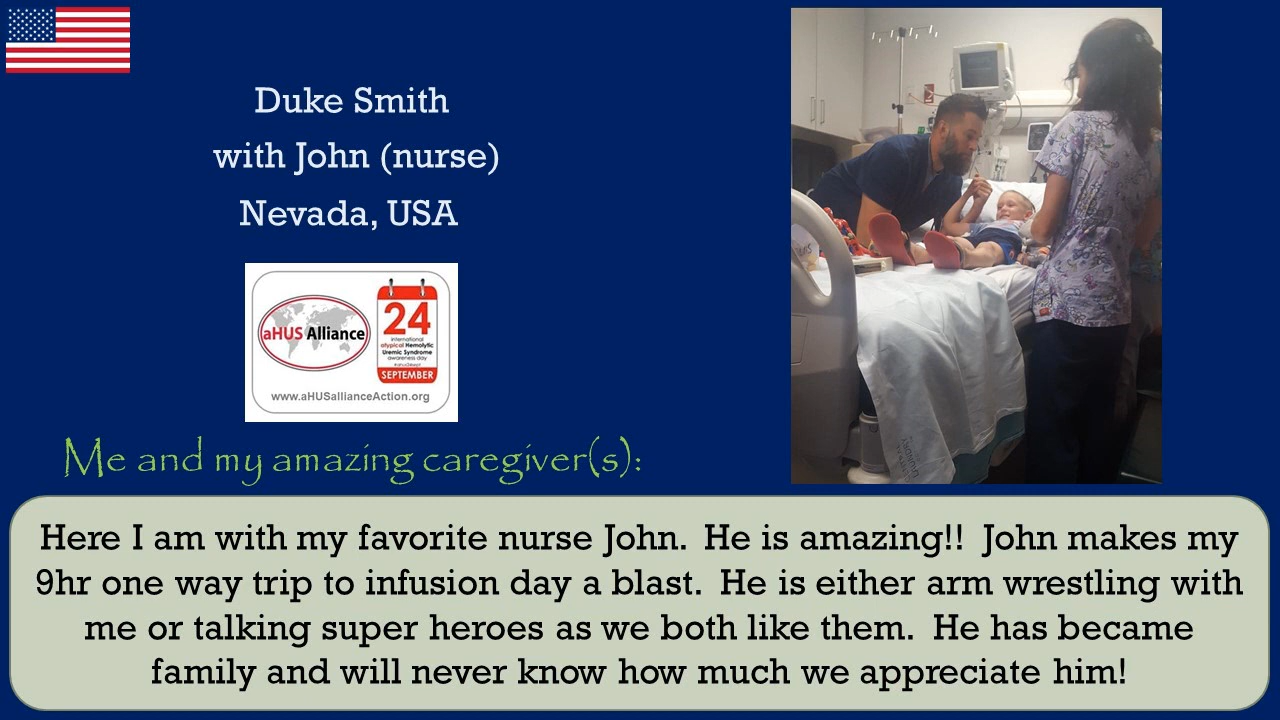 Duke Smith
with John (nurse)
Nevada, USA
aHUS Alliance
24
international
atypical Hemolytic
Uremic Syndrome
awareness day
SEPTEMBER
www.aHUSallianceAction.org
Me and my amazing caregiver(s):
Here I am with my favorite nurse John.  He is amazing!!  John makes my
9hr one way trip to infusion day a blast.  He is either arm wrestling with
me or talking super heroes as we both like them.  He has became
family and will never know how much we appreciate him!